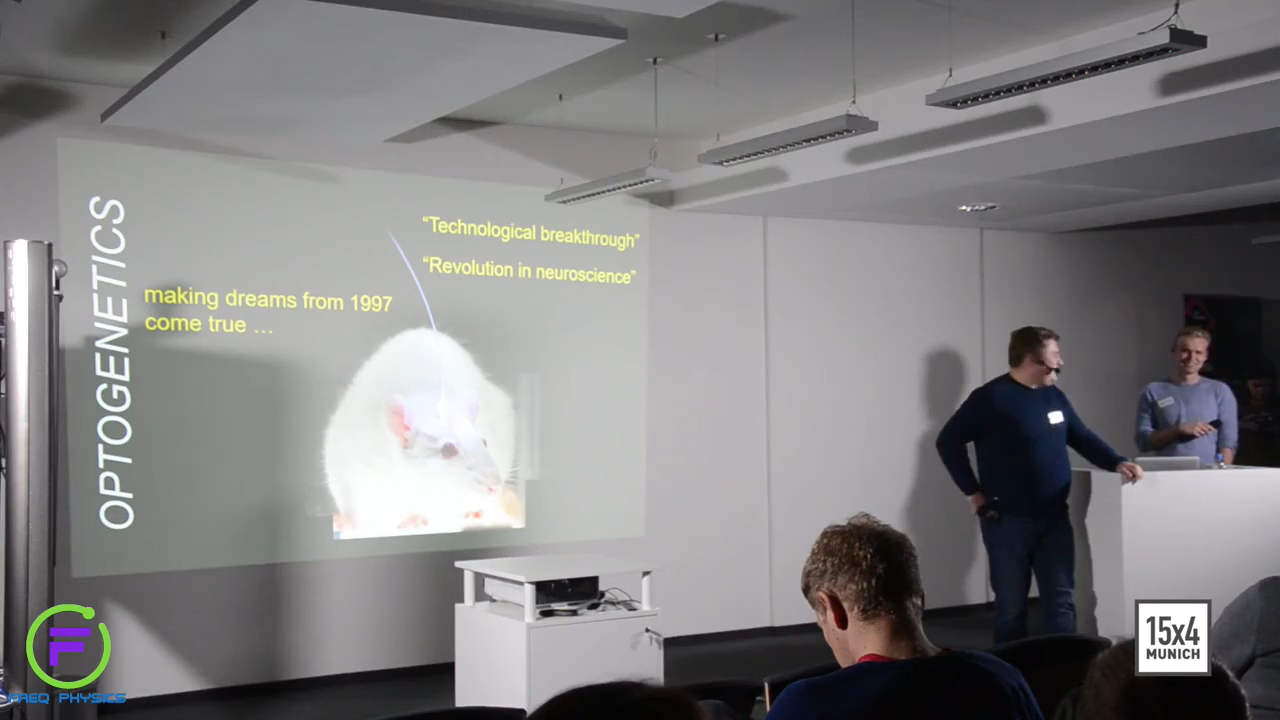 OPTOGENETICS
"Technological breakthrough"
"Revolution in neuroscience"
making dreams from 1997
come true ...
15x4
MUNICH
FREQ PHYSICS